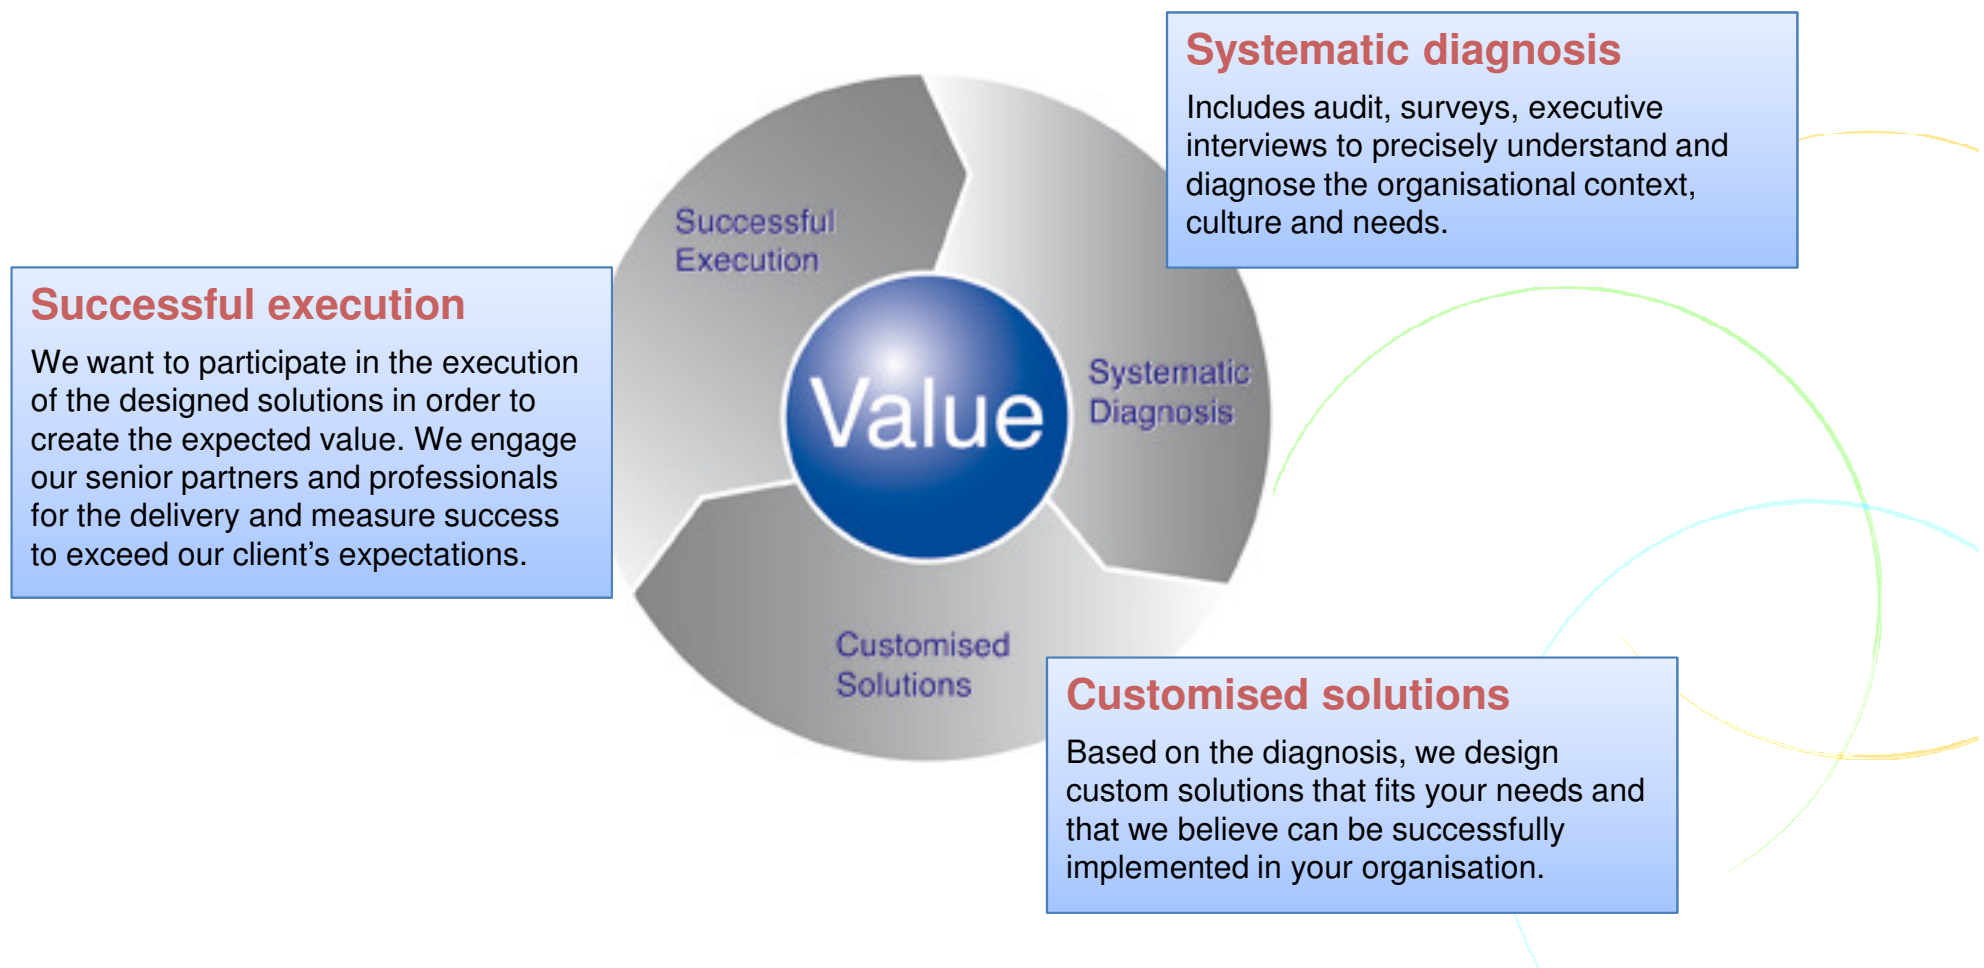 Systematic diagnosis
Includes audit, surveys, executive
interviews to precisely understand and
diagnose the organisational context,
culture and needs.
Successful
Execution
Successful execution
We want to participate in the execution
of the designed solutions in order to
create the expected value. We engage
our senior partners and professionals
for the delivery and measure success
to exceed our client’s expectations.
Value
Systematic
Diagnosis
Customised
Solutions
Customised solutions
Based on the diagnosis, we design
custom solutions that fits your needs and
that we believe can be successfully
implemented in your organisation.